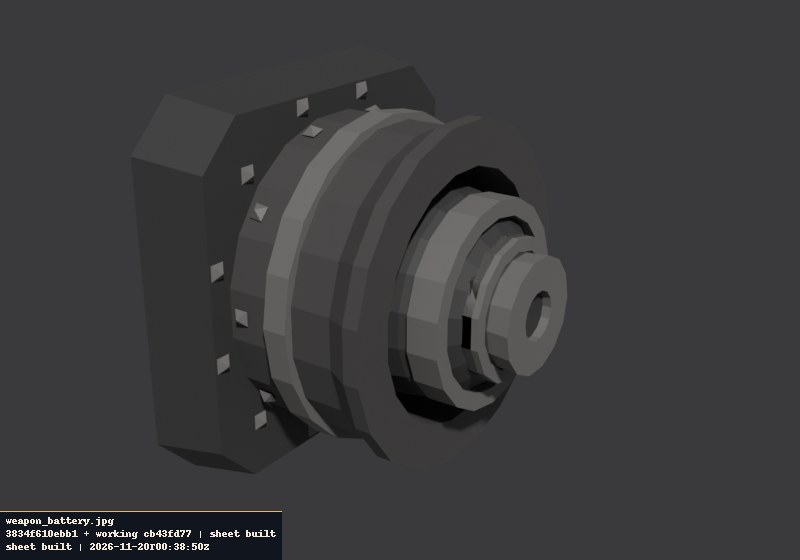 weapon_battery.jpg
3834f610ebb1 + working cb43fd77 | sheet built
sheet built | 2026-11-20T00:38:50z